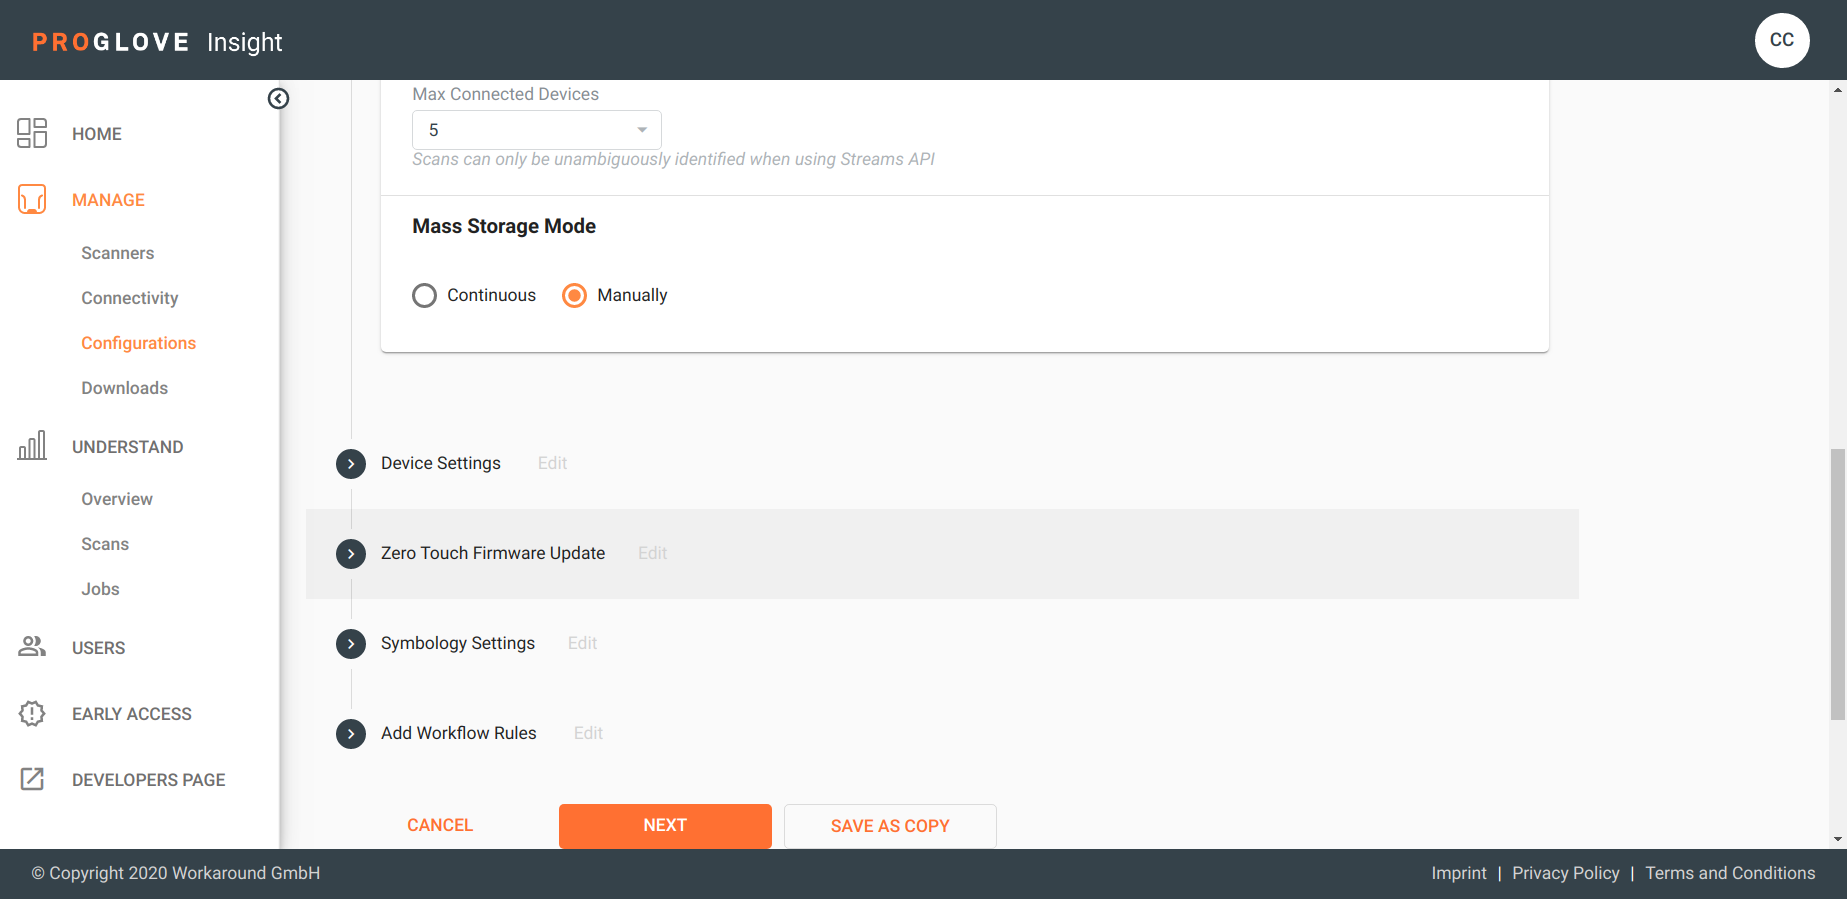 PROGLOVE Insight
CC
HOME
MANAGE
Scanners
Connectivity
Configurations
Downloads
UNDERSTAND
Overview
Scans
Jobs
USERS
EARLY ACCESS
DEVELOPERS PAGE
Max Connected Devices
5
Scans can only be unambiguously identified when using Streams API
Mass Storage Mode
Continuous Manually
Device Settings Edit
Zero Touch Firmware Update Edit
Symbology Settings Edit
Add Workflow Rules Edit
CANCEL NEXT SAVE AS COPY
© Copyright 2020 Workaround GmbH
Imprint | Privacy Policy | Terms and Conditions